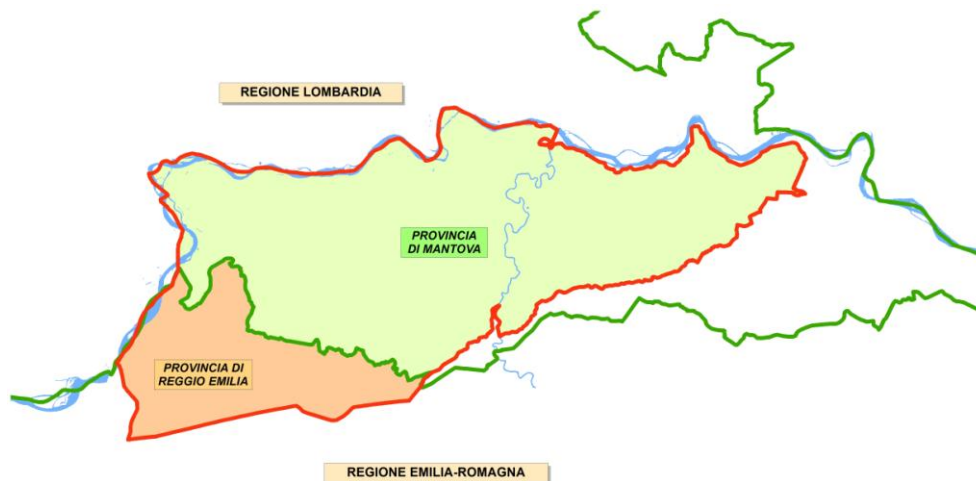 REGIONE LOMBARDIA
PROVINCIA
DI MANTOVA
PROVINCIA DI
REGGIO EMILIA
REGIONE EMILIA-ROMAGNA